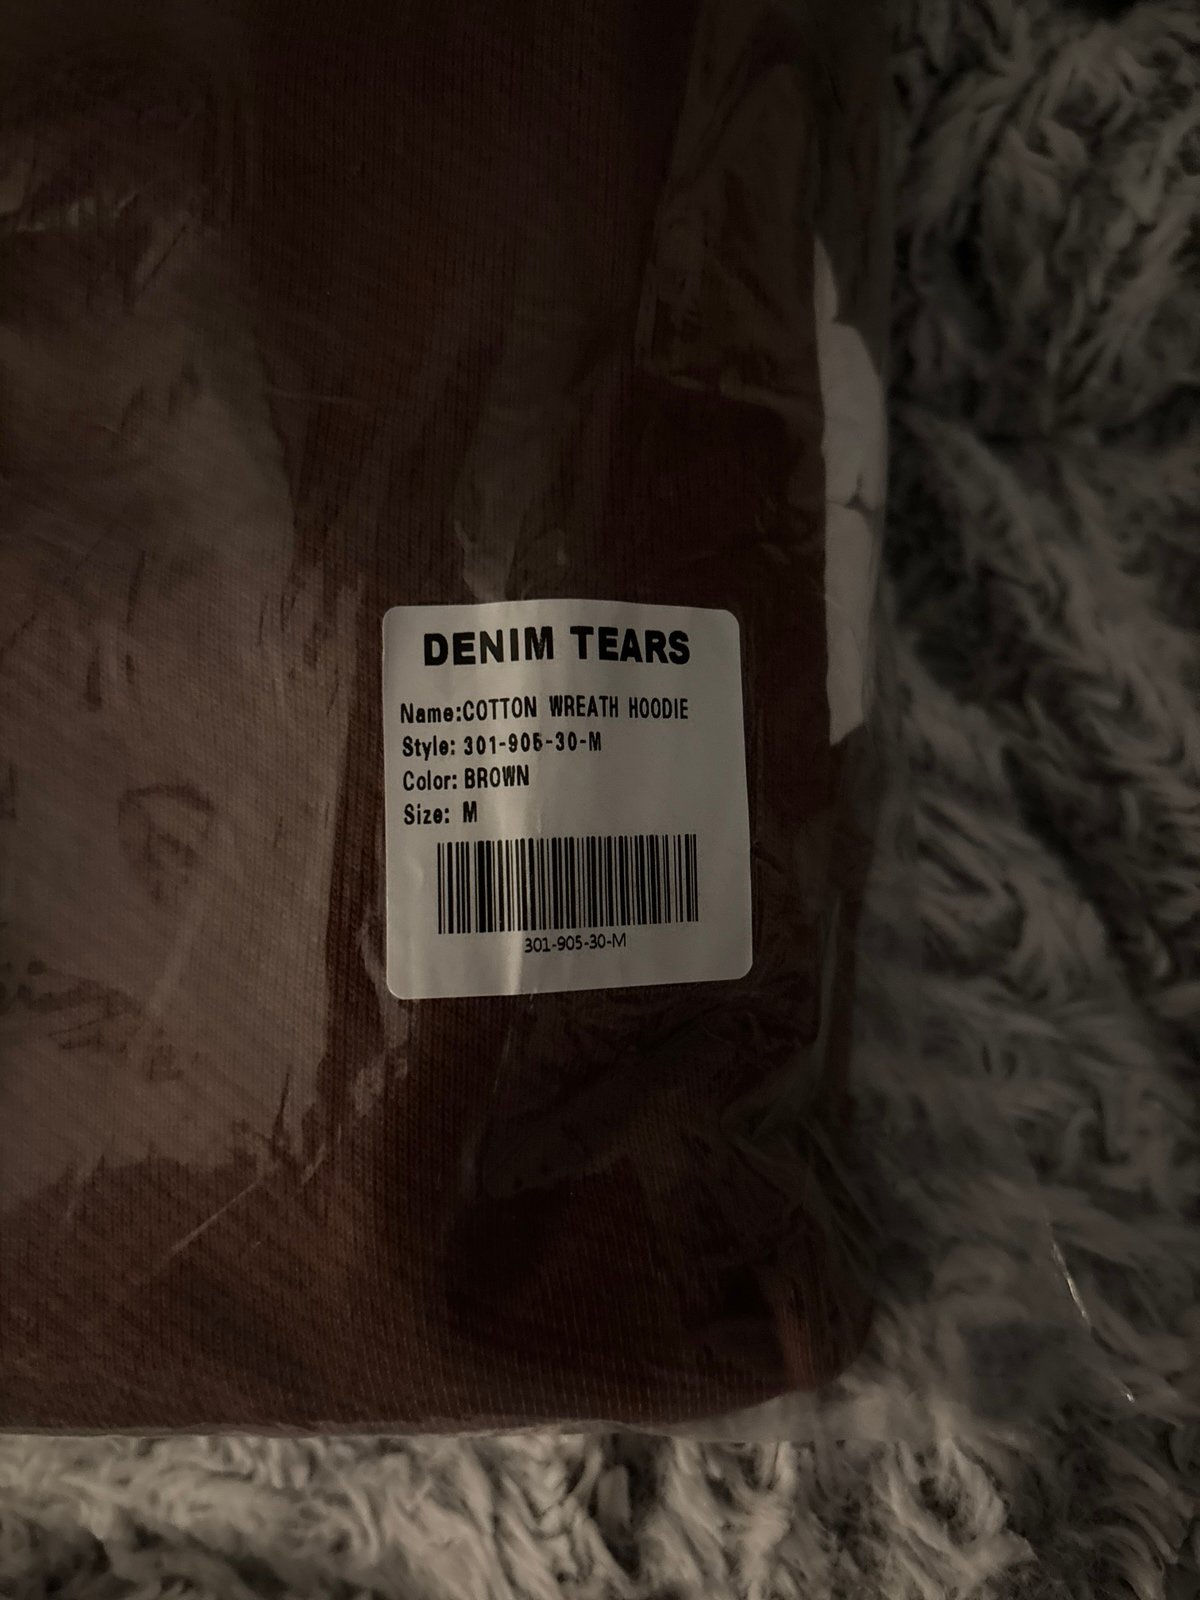 DENIM TEARS
Name:COTTON WREATH HOODIE
Style: 301-905-30-M
Color: BROWN
Size: M
301-905-30-M